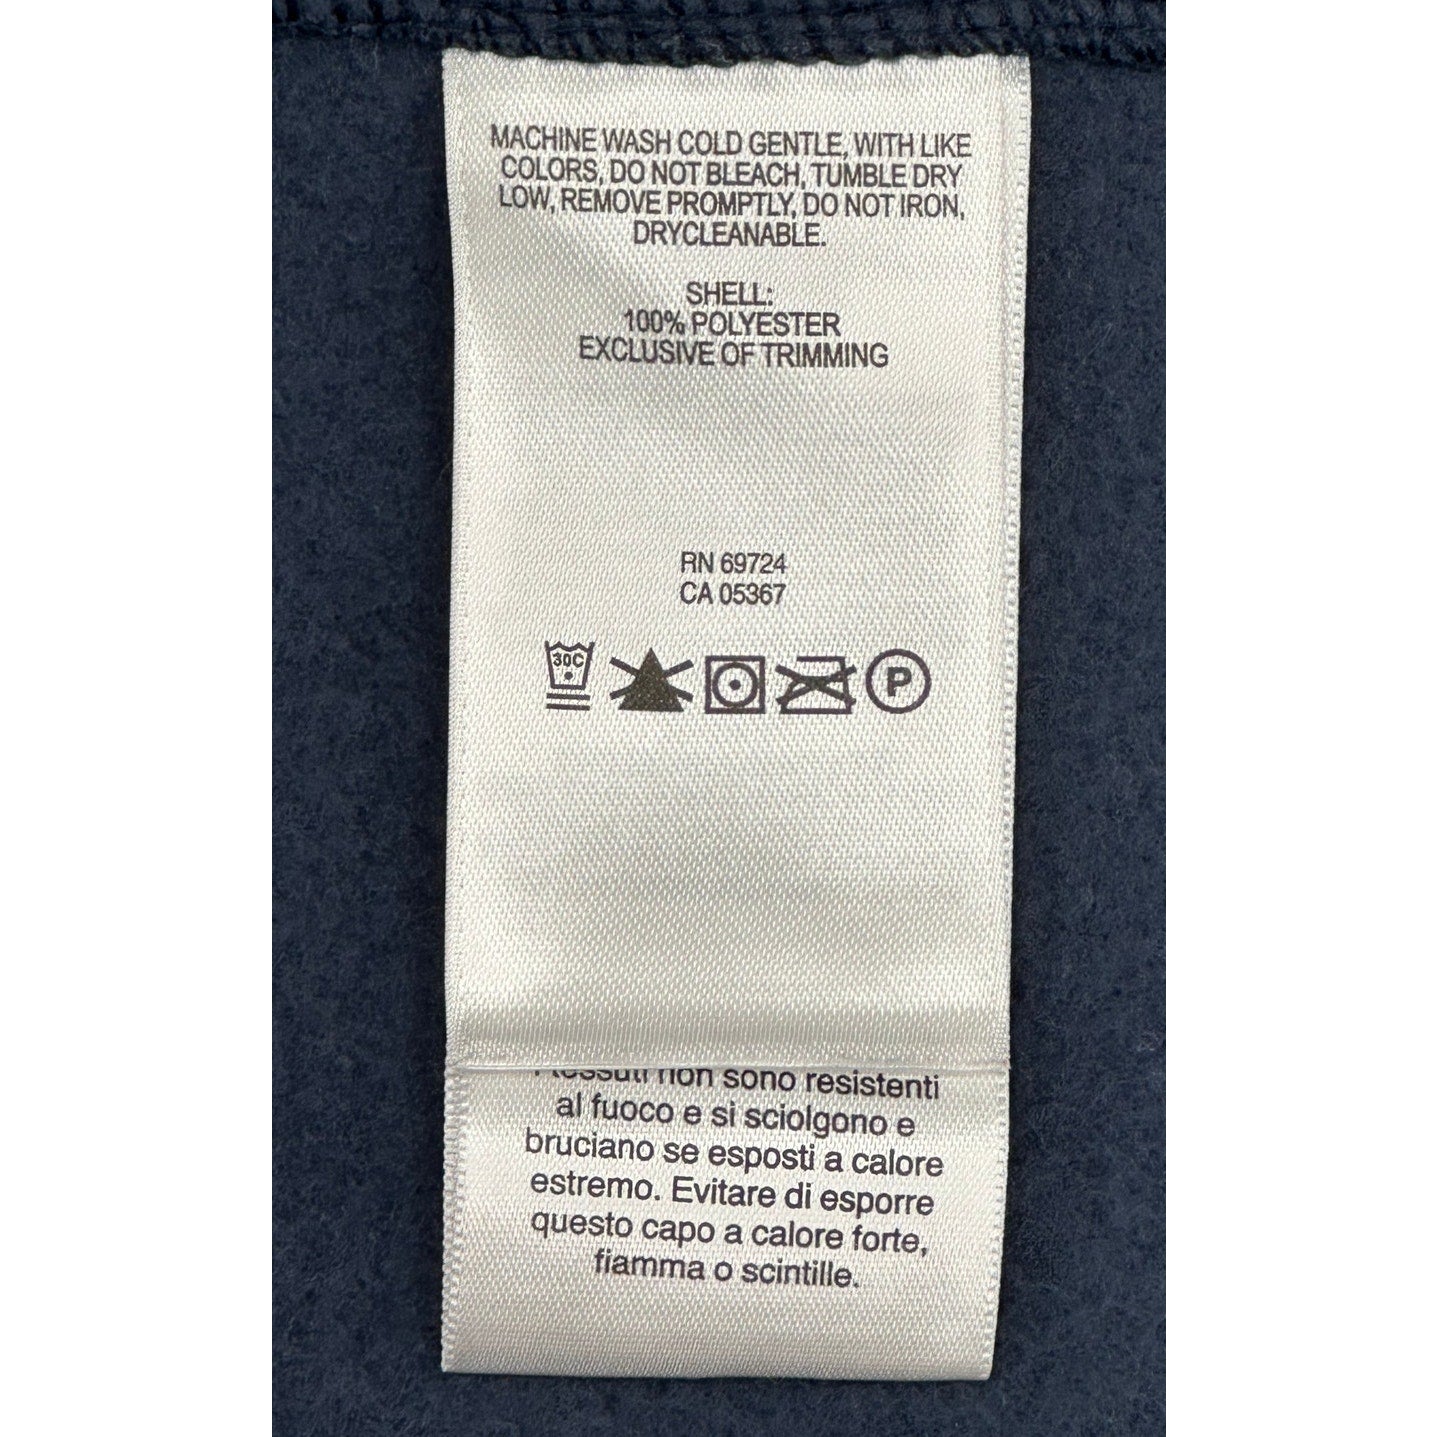 MACHINE WASH COLD GENTLE, WITH LIKE
COLORS, DO NOT BLEACH, TUMBLE DRY
LOW, REMOVE PROMPTLY, DO NOT IRON,
DRYCLEANABLE.
SHELL:
100% POLYESTER
EXCLUSIVE OF TRIMMING
RN 69724
CA 05367
30C
P
non sono resistenti
al fuoco e si sciolgono e
bruciano se esposti a calore
estremo. Evitare di esporre
questo capo a calore forte,
fiamma o scintille.